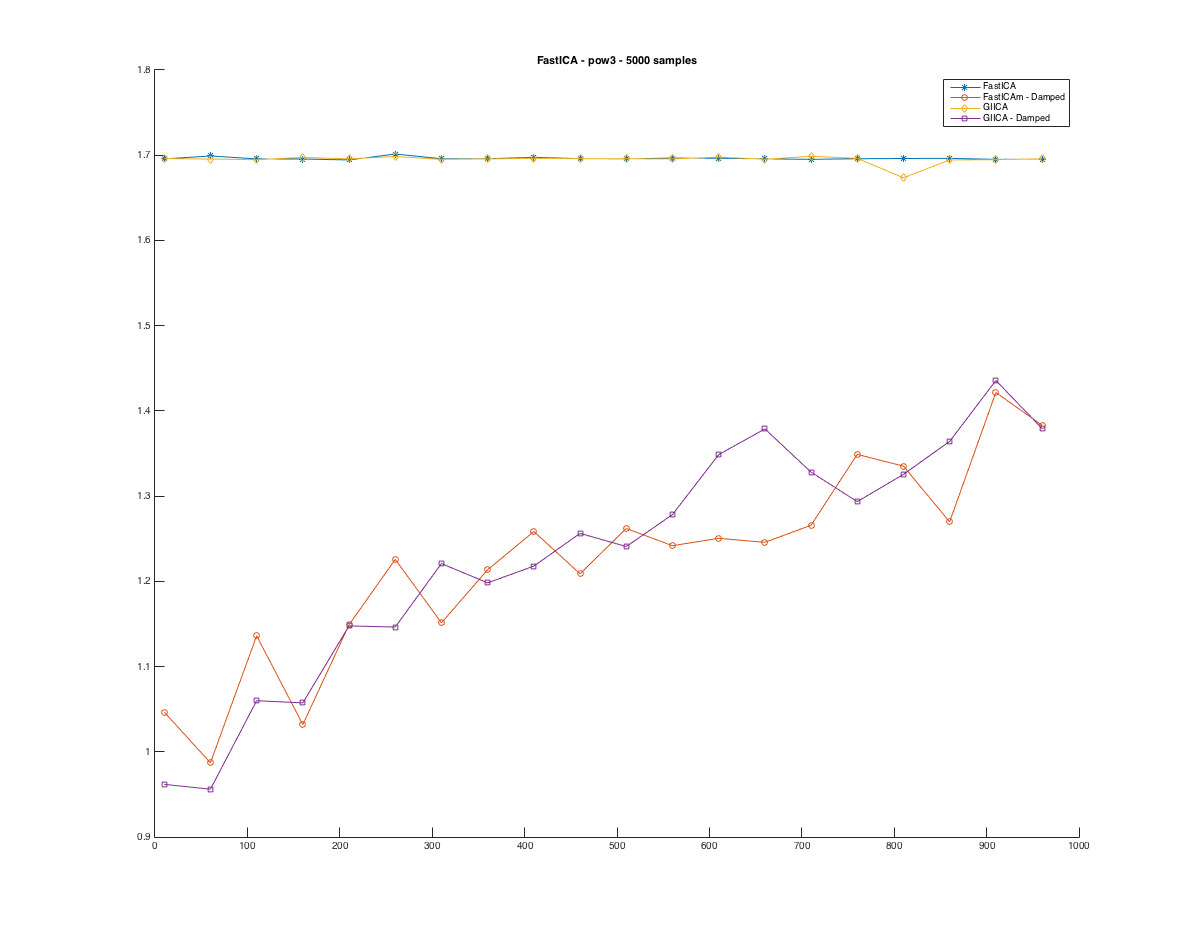 FastICA - pow3 - 5000 samples
1.8
FastICA
FastICAm - Damped
GIICA
GIICA - Damped
1.7
1.6
1.5
1.4
1.3
1.2
1.1
1
0.9
0 100 200 300 400 500 600 700 800 900 1000